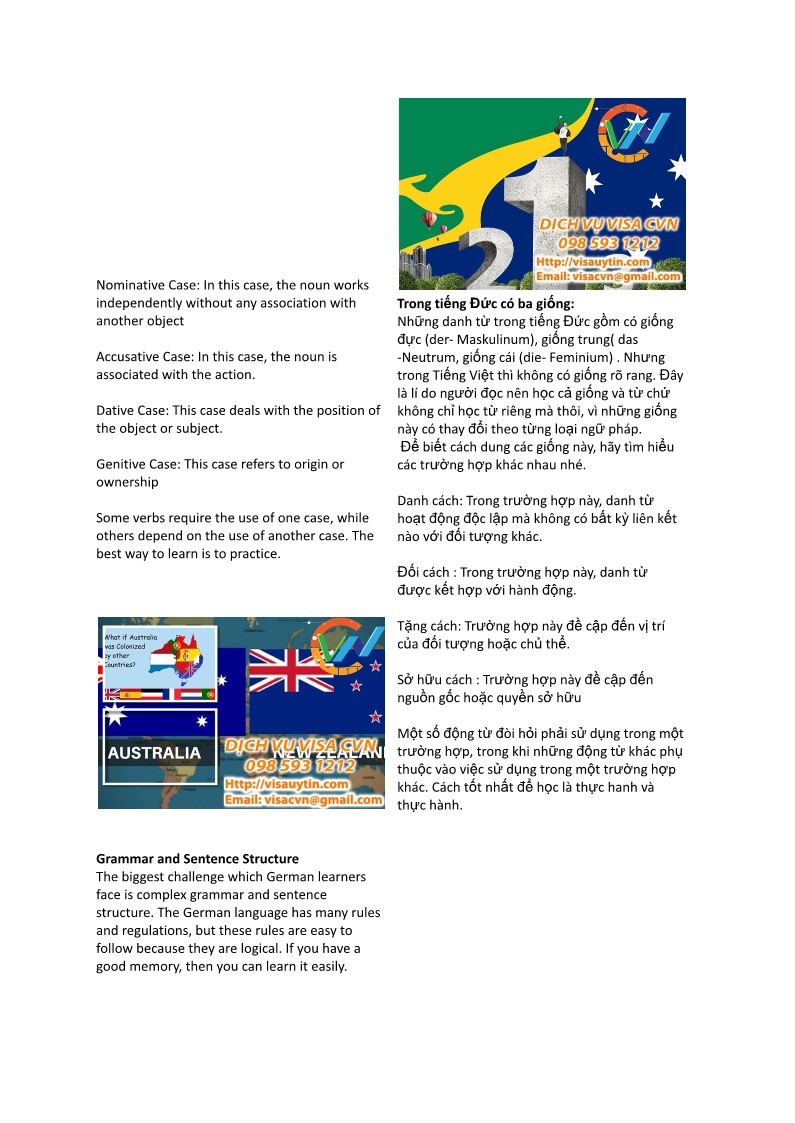 Nominative Case: In this case, the noun works
independently without any association with
another object
Accusative Case: In this case, the noun is
associated with the action.
Dative Case: This case deals with the position of
the object or subject.
Genitive Case: This case refers to origin or
ownership
Some verbs require the use of one case, while
others depend on the use of another case. The
best way to learn is to practice.
What if Australia
was Colonized
by other
Countries?
AUSTRALIA
NEW ZEALAN
DỊCH VỤ VISA CVN
098 593 1212
Http://visauytin.com
Email: visacvn@gmail.com
Grammar and Sentence Structure
The biggest challenge which German learners
face is complex grammar and sentence
structure. The German language has many rules
and regulations, but these rules are easy to
follow because they are logical. If you have a
good memory, then you can learn it easily.
21
DỊCH VỤ VISA CVN
098 593 1212
Http://visauytin.com
Email: visacvn@gmail.com
Trong tiếng Đức có ba giống:
Những danh từ trong tiếng Đức gồm có giống
đực (der- Maskulinum), giống trung( das
-Neutrum, giống cái (die- Feminium) . Nhưng
trong Tiếng Việt thì không có giống rõ rang. Đây
là lí do người đọc nên học cả giống và từ chứ
không chỉ học từ riêng mà thôi, vì những giống
này có thay đổi theo từng loại ngữ pháp.
Để biết cách dung các giống này, hãy tìm hiểu
các trường hợp khác nhau nhé.
Danh cách: Trong trường hợp này, danh từ
hoạt động độc lập mà không có bất kỳ liên kết
nào với đối tượng khác.
Đối cách : Trong trường hợp này, danh từ
được kết hợp với hành động.
Tặng cách: Trường hợp này đề cập đến vị trí
của đối tượng hoặc chủ thể.
Sở hữu cách : Trường hợp này đề cập đến
nguồn gốc hoặc quyền sở hữu
Một số động từ đòi hỏi phải sử dụng trong một
trường hợp, trong khi những động từ khác phụ
thuộc vào việc sử dụng trong một trường hợp
khác. Cách tốt nhất để học là thực hanh và
thực hành.